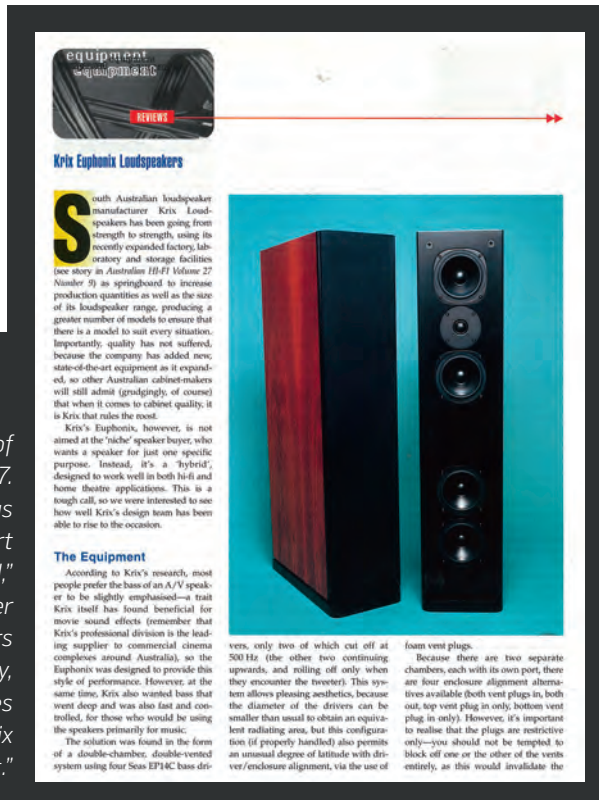 equipment
equipment
REVIEWS
Krix Euphonix Loudspeakers
South Australian loudspeaker
manufacturer Krix Loud-
speakers has been going from
strength to strength, using its
recently expanded factory, lab-
oratory and storage facilities
(see story in Australian HI-FI Volume 27
Number 9) as springboard to increase
production quantities as well as the size
of its loudspeaker range, producing a
greater number of models to ensure that
there is a model to suit every situation.
Importantly, quality has not suffered,
because the company has added new,
state-of-the-art equipment as it expand-
ed, so other Australian cabinet-makers
will still admit (grudgingly, of course)
that when it comes to cabinet quality, it
is Krix that rules the roost.
Krix's Euphonix, however, is not
aimed at the 'niche' speaker buyer, who
wants a speaker for just one specific
purpose. Instead, it's a 'hybrid',
designed to work well in both hi-fi and
home theatre applications. This is a
tough call, so we were interested to see
how well Krix's design team has been
able to rise to the occasion.
The Equipment
According to Krix's research, most
people prefer the bass of an A/V speak-
er to be slightly emphasised—a trait
Krix itself has found beneficial for
movie sound effects (remember that
Krix's professional division is the lead-
ing supplier to commercial cinema
complexes around Australia), so the
Euphonix was designed to provide this
style of performance. However, at the
same time, Krix also wanted bass that
went deep and was also fast and con-
trolled, for those who would be using
the speakers primarily for music.
The solution was found in the form
of a double-chamber, double-vented
system using four Seas EP14C bass dri-
vers, only two of which cut off at
500 Hz (the other two continuing
upwards, and rolling off only when
they encounter the tweeter). This sys-
tem allows pleasing aesthetics, because
the diameter of the drivers can be
smaller than usual to obtain an equiva-
lent radiating area, but this configura-
tion (if properly handled) also permits
an unusual degree of latitude with dri-
ver/enclosure alignment, via the use of
foam vent plugs.
Because there are two separate
chambers, each with its own port, there
are four enclosure alignment alterna-
tives available (both vent plugs in, both
out, top vent plug in only, bottom vent
plug in only). However, it's important
to realise that the plugs are restrictive
only—you should not be tempted to
block off one or the other of the vents
entirely, as this would invalidate the
of
7.
us
rt
,”
er
rs
y,
es
ix
.”